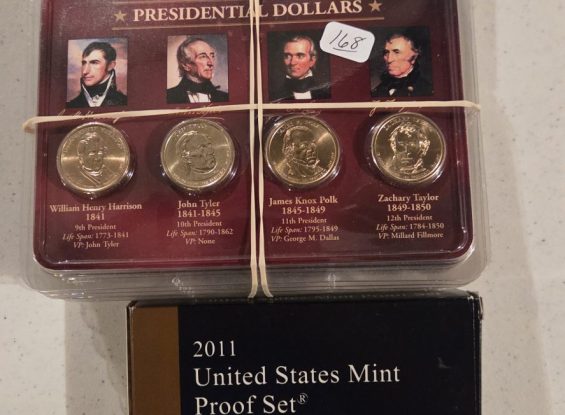 ★ PRESIDENTIAL DOLLARS ★
168
William Henry Harrison
1841
9th President
Life Span: 1773-1841
VP: John Tyler
John Tyler
1841-1845
10th President
Life Span: 1790-1862
VP: None
James Knox Polk
1845-1849
11th President
Life Span: 1795-1849
VP: George M. Dallas
Zachary Taylor
1849-1850
12th President
Life Span: 1784-1850
VP: Millard Fillmore
2011
United States Mint
Proof Set®